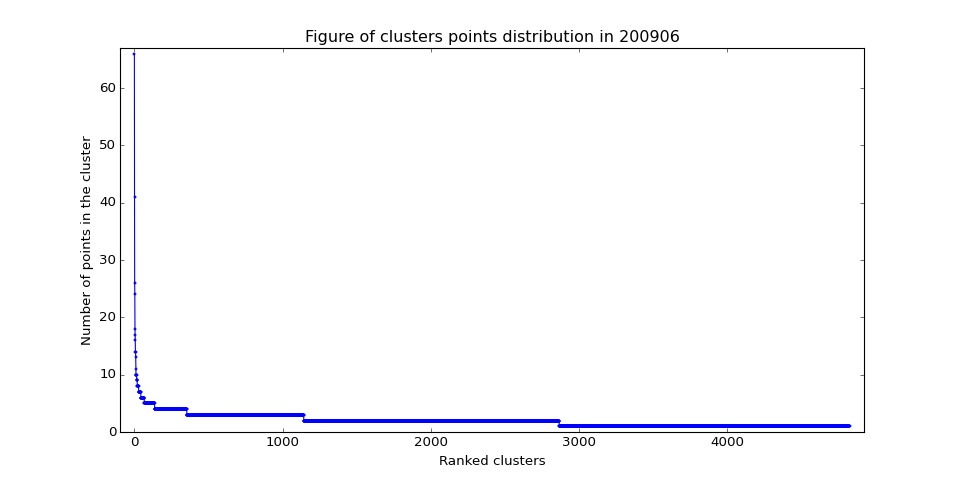 Figure of clusters points distribution in 200906
Number of points in the cluster
60
50
40
30
20
10
0
0 1000 2000 3000 4000
Ranked clusters